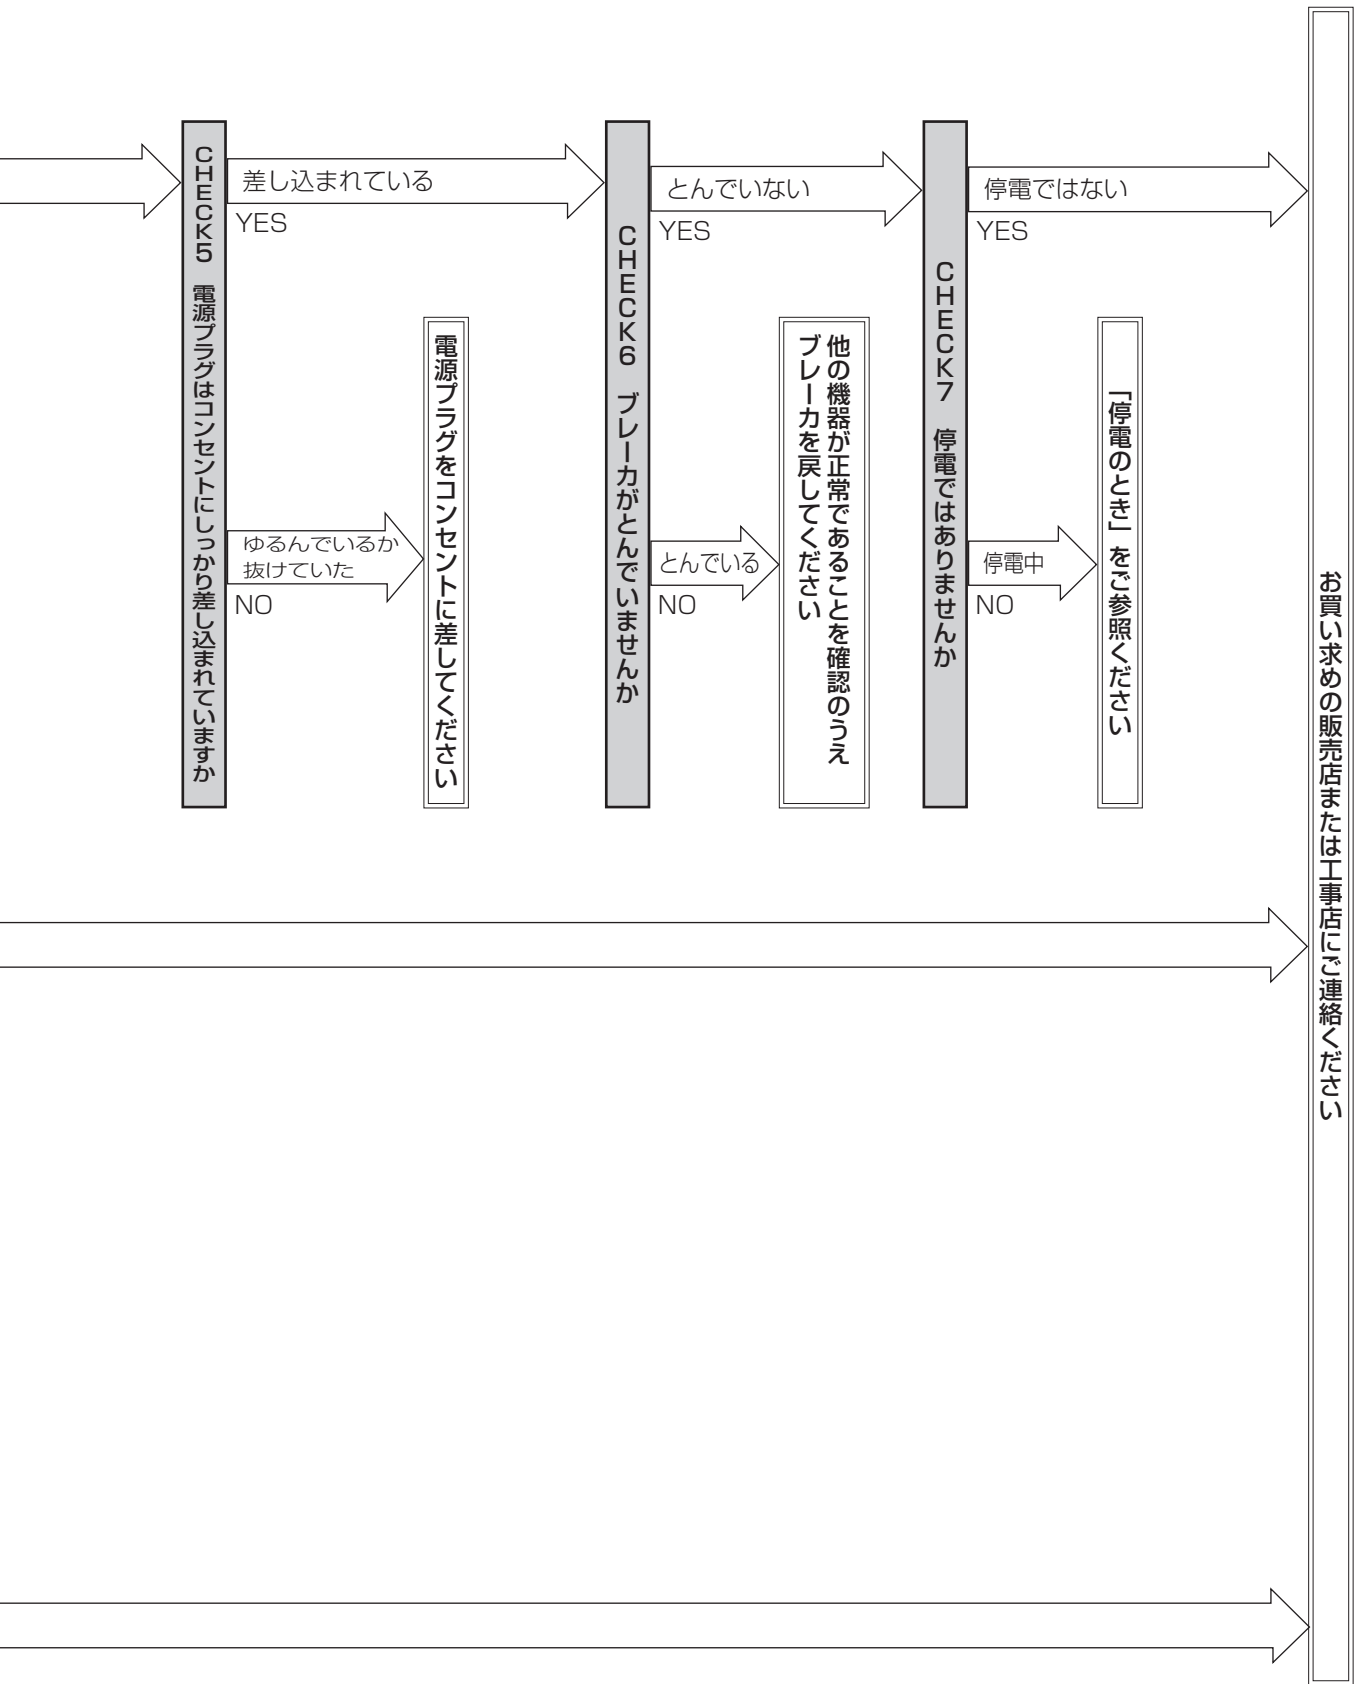 CHECK5 電源プラグはコンセントにしっかり差し込まれていますか
差し込まれている
YES
ゆるんでいるか
抜けていた
NO
電源プラグをコンセントに差してください
CHECK6 ブレーカがとんでいませんか
とんでいない
YES
とんでいる
NO
他の機器が正常であることを確認のうえ
ブレーカを戻してください
CHECK7 停電ではありませんか
停電ではない
YES
停電中
NO
「停電のとき」をご参照ください
お買い求めの販売店または工事店にご連絡ください